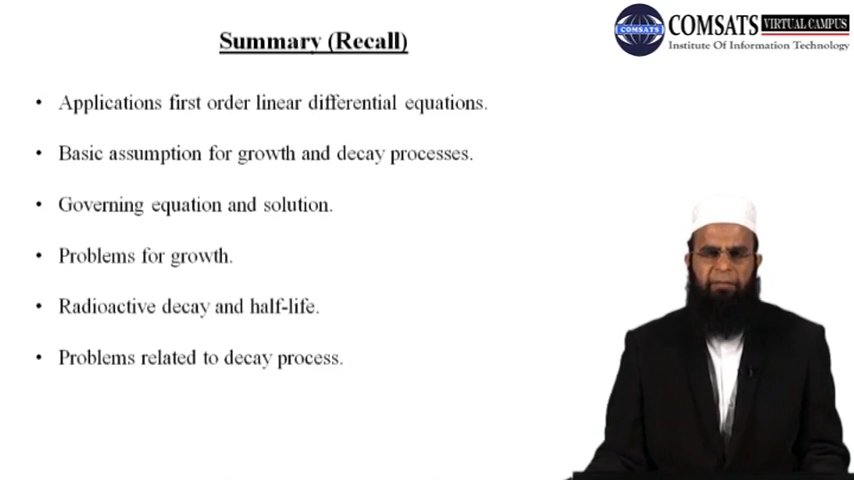 Summary (Recall)
COMSATS
COMSATS VIRTUAL CAMPUS
Institute Of Information Technology
• Applications first order linear differential equations.
• Basic assumption for growth and decay processes.
• Governing equation and solution.
• Problems for growth.
• Radioactive decay and half-life.
• Problems related to decay process.